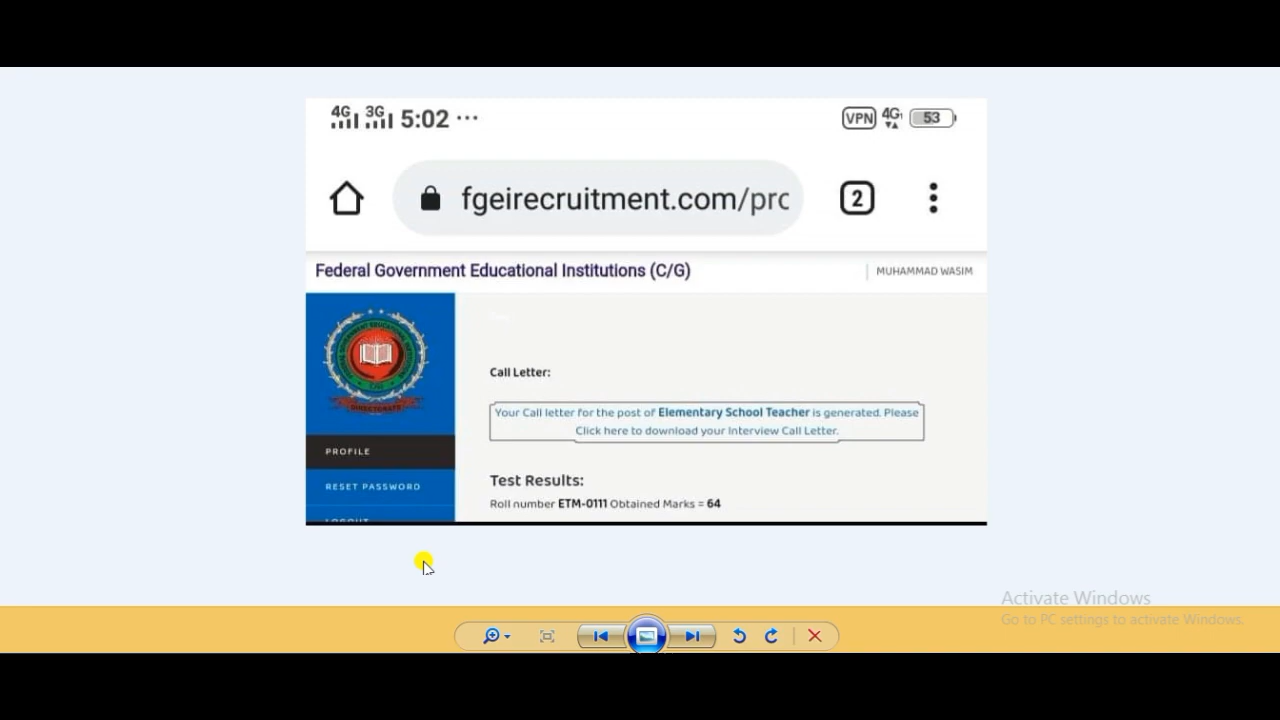 4G 3G 5:02 ... VPN 4G 53
fgeirecruitment.com/prc 2
Federal Government Educational Institutions (C/G) MUHAMMAD WASIM
Call Letter:
Your Call letter for the post of Elementary School Teacher is generated. Please
Click here to download your Interview Call Letter.
PROFILE
RESET PASSWORD
LOGOUT
Test Results:
Roll number ETM-0111 Obtained Marks = 64
Activate Windows
Go to PC settings to activate Windows.